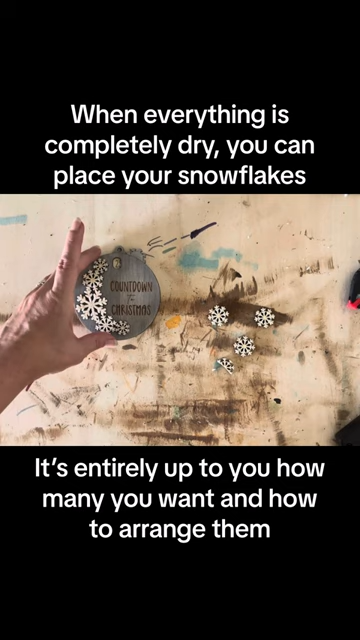 When everything is
completely dry, you can
place your snowflakes
COUNTDOWN
to
CHRISTMAS
It's entirely up to you how
many you want and how
to arrange them